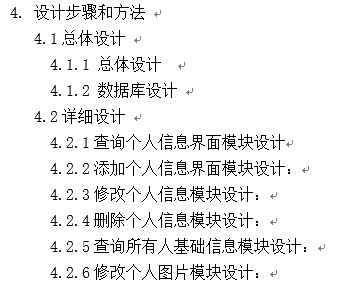 4. 设计步骤和方法
4.1总体设计
4.1.1 总体设计
4.1.2 数据库设计
4.2详细设计
4.2.1查询个人信息界面模块设计
4.2.2添加个人信息界面模块设计：
4.2.3修改个人信息模块设计：
4.2.4删除个人信息模块设计：
4.2.5查询所有人基础信息模块设计：
4.2.6修改个人图片模块设计：